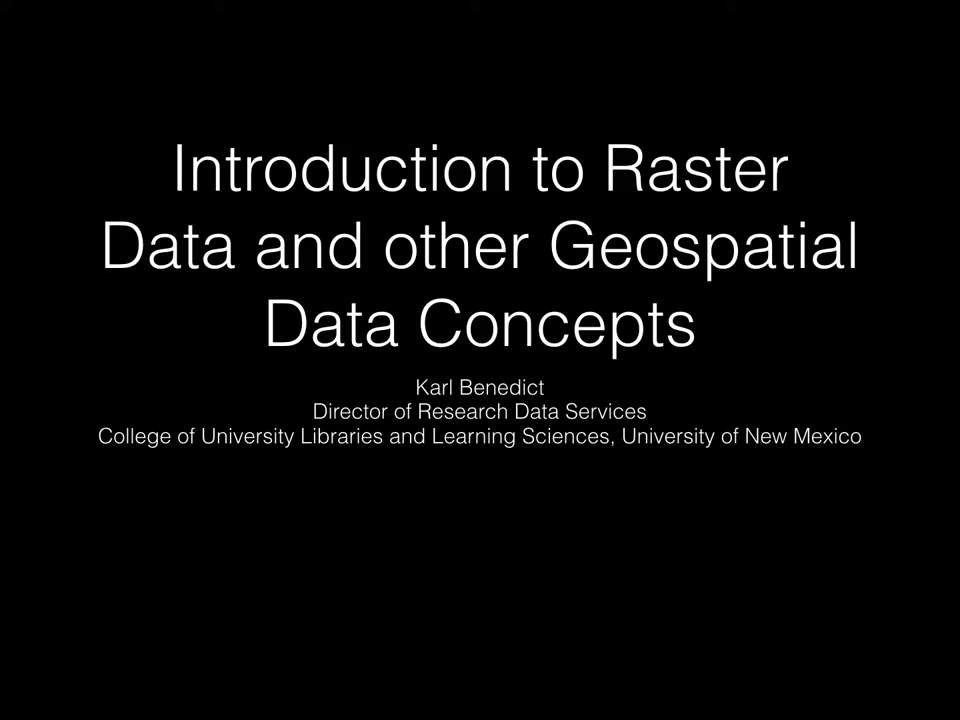 Introduction to Raster
Data and other Geospatial
Data Concepts
Karl Benedict
Director of Research Data Services
College of University Libraries and Learning Sciences, University of New Mexico